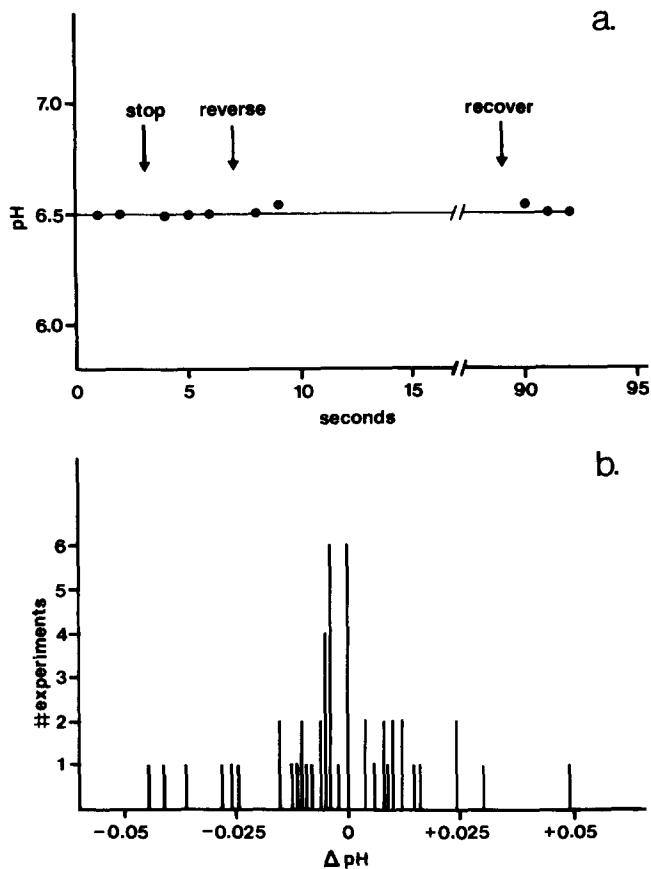 a.
7.0
6.5
6.0
pH
stop reverse recover
0 5 10 15 90 95
seconds
b.
6
5
4
3
2
1
#experiments
−0.05 −0.025 0 +0.025 +0.05
Δ pH